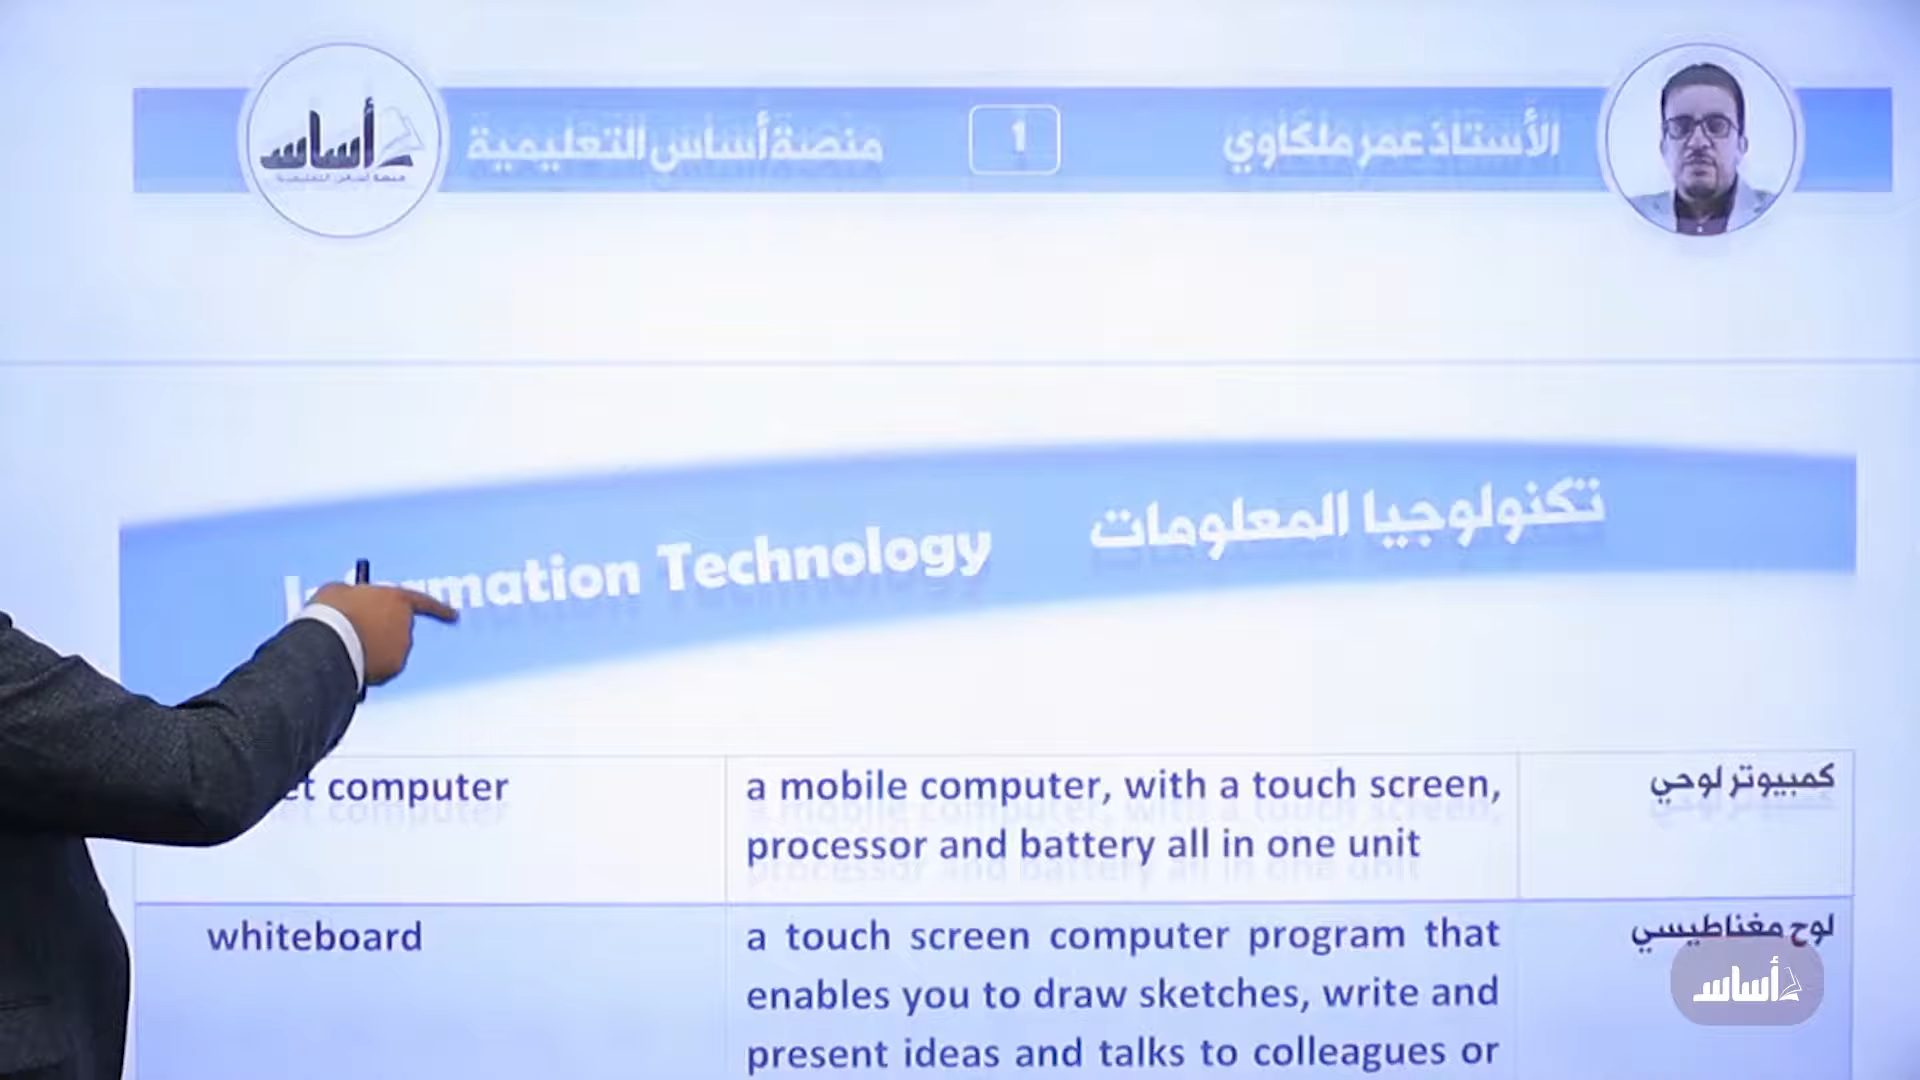 أساس
منصة أساس التعليمية
منصة أساس التعليمية
1
الأستاذ عمر ملكاوي
Information Technology تكنولوجيا المعلومات
computer
a mobile computer, with a touch screen,
processor and battery all in one unit
كمبيوتر لوحي
whiteboard
a touch screen computer program that
enables you to draw sketches, write and
present ideas and talks to colleagues or
لوح مغناطيسي
أساس